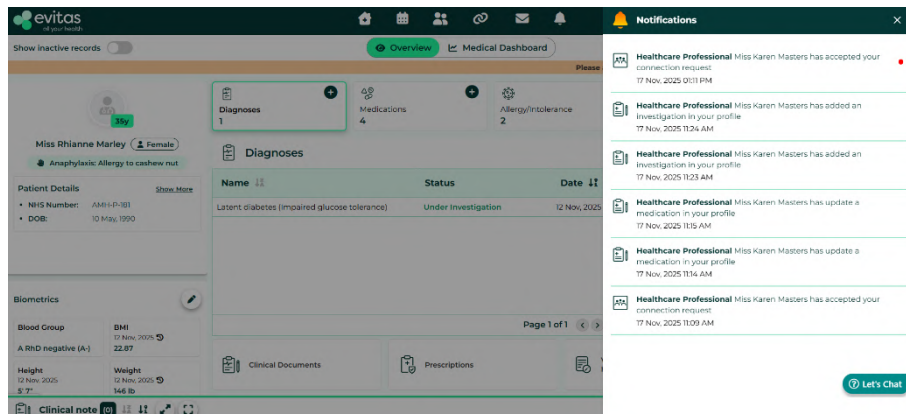 evitas
All your health
Show inactive records
Overview
Medical Dashboard
Please
35y
Miss Rhianne Marley
Female
Anaphylaxis: Allergy to cashew nut
Patient Details
Show More
• NHS Number: AMH-P-181
• DOB: 10 May, 1990
Biometrics
Blood Group
A RhD negative (A-)
BMI
12 Nov, 2025
22.87
Height
12 Nov, 2025
5' 7"
Weight
12 Nov, 2025
146 lb
Clinical note (0)
Diagnoses
1
Medications
4
Allergy/Intolerance
2
Diagnoses
Name Status Date
Latent diabetes (Impaired glucose tolerance) Under Investigation 12 Nov, 2025
Page 1 of 1
Clinical Documents
Prescriptions
Notifications
Healthcare Professional Miss Karen Masters has accepted your
connection request
17 Nov, 2025 01:11 PM
Healthcare Professional Miss Karen Masters has added an
investigation in your profile
17 Nov, 2025 11:24 AM
Healthcare Professional Miss Karen Masters has added an
investigation in your profile
17 Nov, 2025 11:23 AM
Healthcare Professional Miss Karen Masters has update a
medication in your profile
17 Nov, 2025 11:15 AM
Healthcare Professional Miss Karen Masters has update a
medication in your profile
17 Nov, 2025 11:14 AM
Healthcare Professional Miss Karen Masters has accepted your
connection request
17 Nov, 2025 11:09 AM
Let's Chat